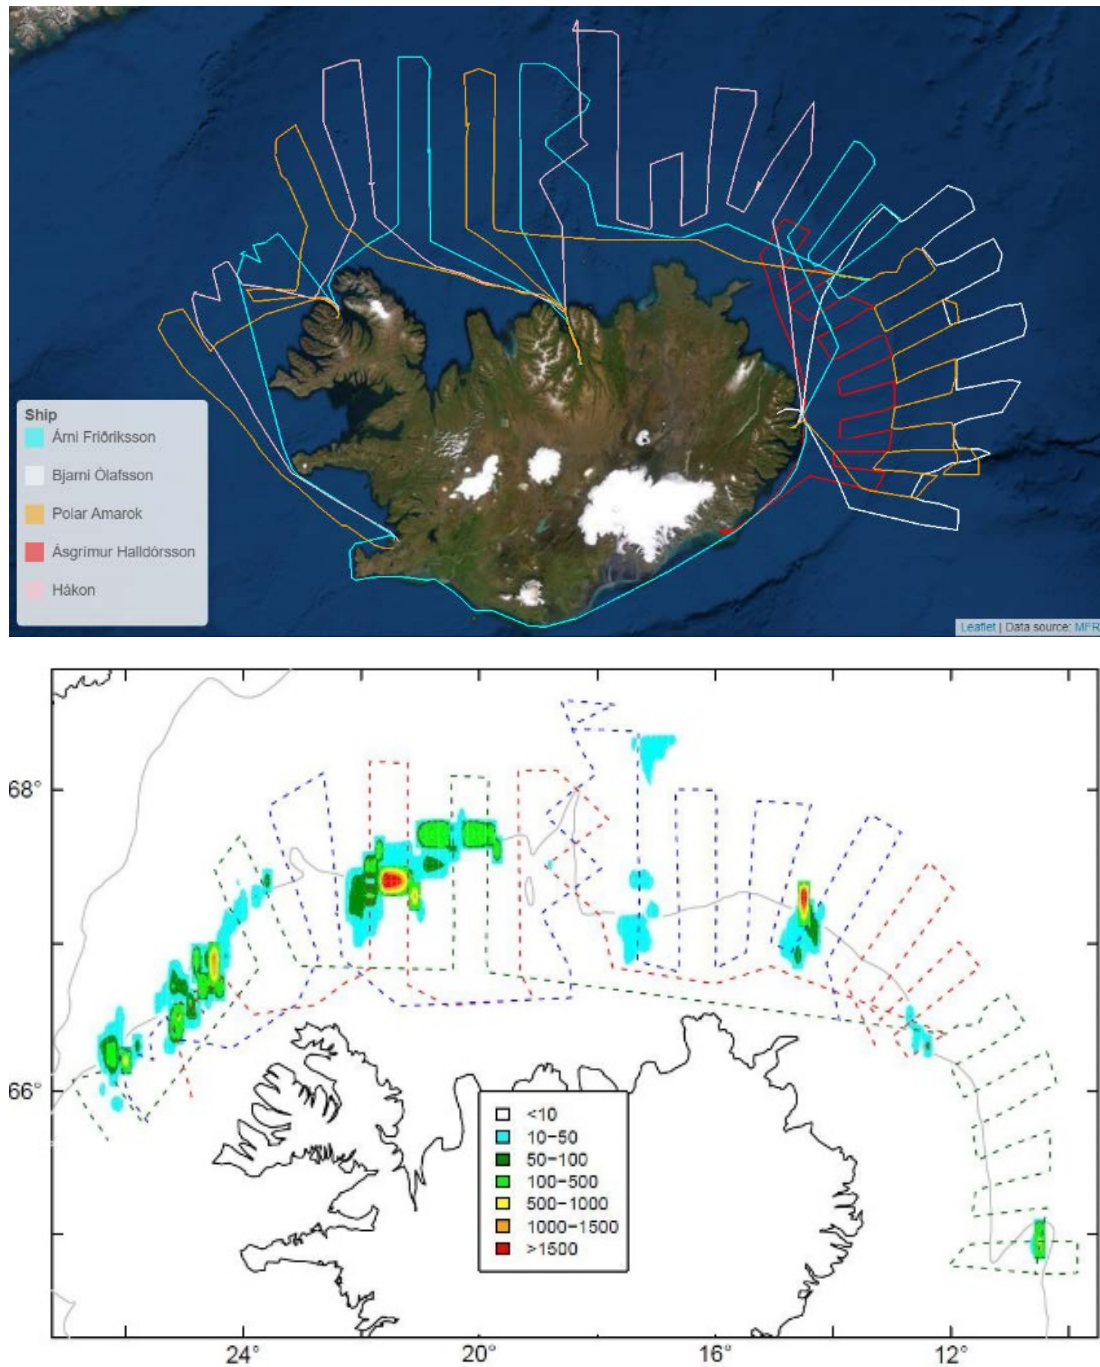 Ship
Árni Friðriksson
Bjarni Ólafsson
Polar Amarok
Ásgrímur Halldórsson
Hákon
Leaflet | Data source: MFR
68°
66°
<10
10−50
50−100
100−500
500−1000
1000−1500
>1500
24° 20° 16° 12°